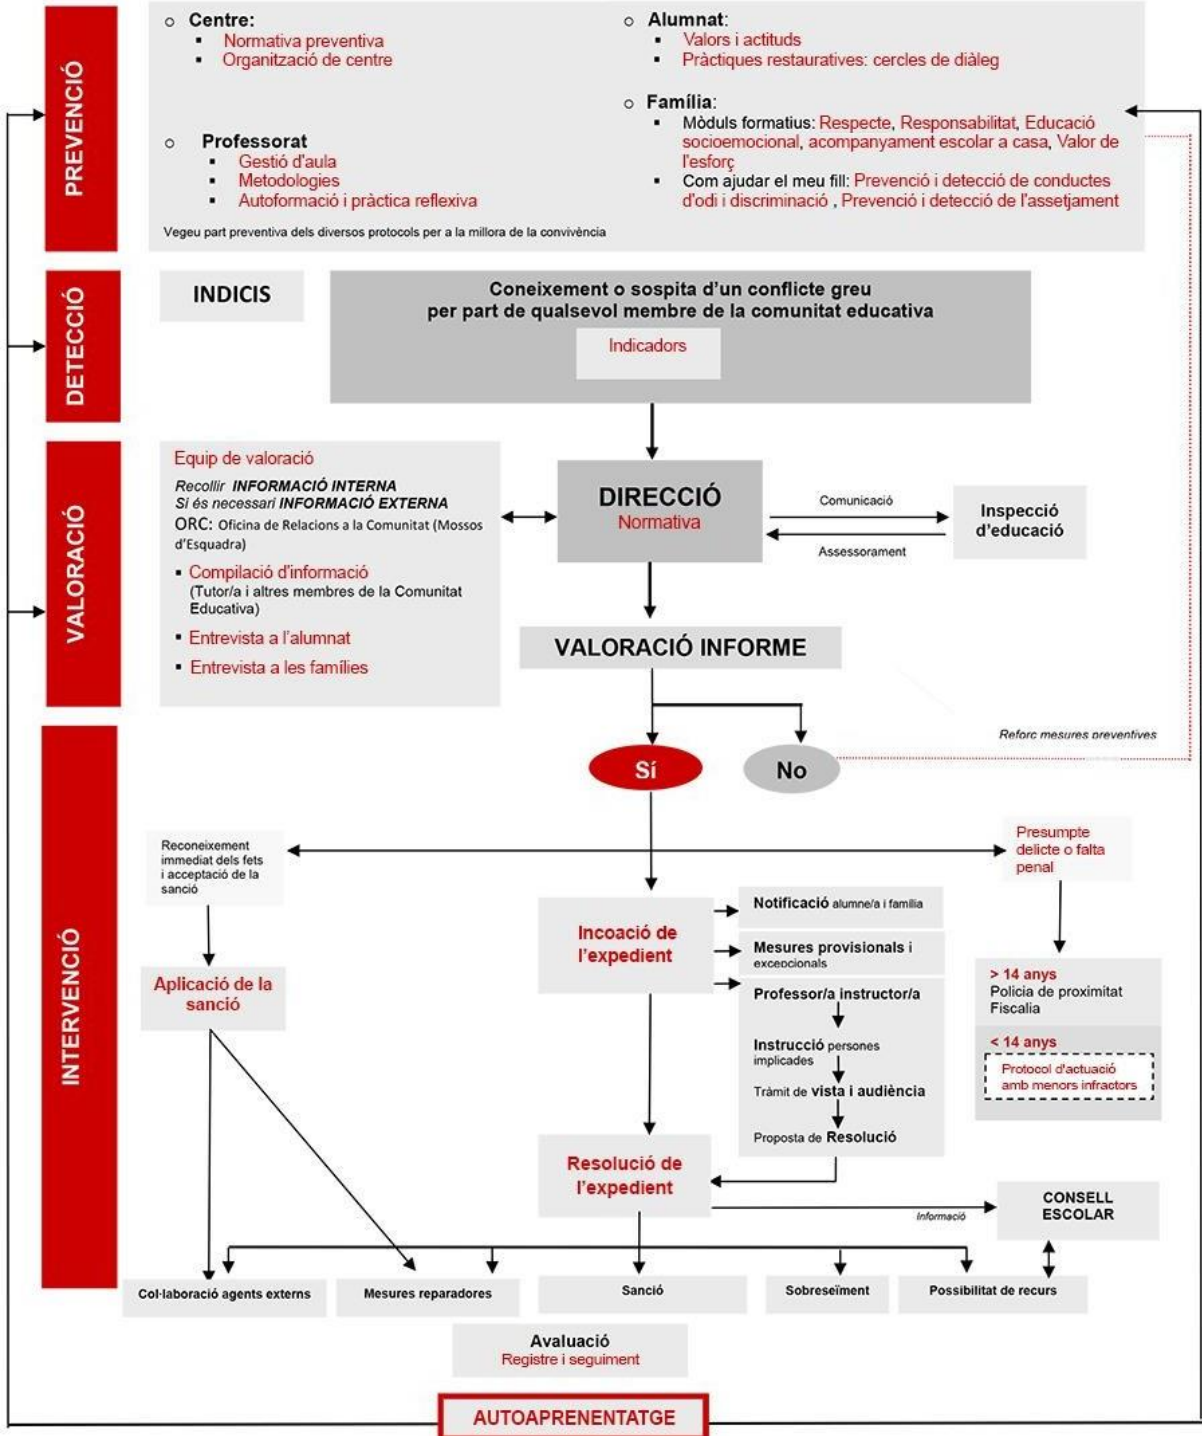 PREVENCIÓ
Centre:
Normativa preventiva
Organització de centre
Professorat
Gestió d'aula
Metodologies
Autoformació i pràctica reflexiva
Alumnat:
Valors i actituds
Pràctiques restauratives: cercles de diàleg
Família:
Mòduls formatius: Respecte, Responsabilitat, Educació
socioemocional, acompanyament escolar a casa, Valor de
l'esforç
Com ajudar el meu fill: Prevenció i detecció de conductes
d'odi i discriminació , Prevenció i detecció de l'assetjament
Vegeu part preventiva dels diversos protocols per a la millora de la convivència
DETECCIÓ
INDICIS
Coneixement o sospita d'un conflicte greu
per part de qualsevol membre de la comunitat educativa
Indicadors
VALORACIÓ
Equip de valoració
Recollir INFORMACIÓ INTERNA
Si és necessari INFORMACIÓ EXTERNA
ORC: Oficina de Relacions a la Comunitat (Mossos
d'Esquadra)
Compilació d'informació
(Tutor/a i altres membres de la Comunitat
Educativa)
Entrevista a l'alumnat
Entrevista a les famílies
DIRECCIÓ
Normativa
Comunicació
Assessorament
Inspecció
d'educació
VALORACIÓ INFORME
Reforç mesures preventives
Sí
No
INTERVENCIÓ
Reconeixement
immediat dels fets
i acceptació de la
sanció
Presumpte
delicte o falta
penal
Aplicació de la
sanció
Incoació de
l'expedient
Notificació alumne/a i família
Mesures provisionals i
excepcionals
Professor/a instructor/a
Instrucció persones
implicades
Tràmit de vista i audiència
Proposta de Resolució
> 14 anys
Policia de proximitat
Fiscalia
< 14 anys
Protocol d'actuació
amb menors infractors
Resolució de
l'expedient
Informació
CONSELL
ESCOLAR
Col·laboració agents externs
Mesures reparadores
Sanció
Sobreseïment
Possibilitat de recurs
Avaluació
Registre i seguiment
AUTOAPRENENTATGE